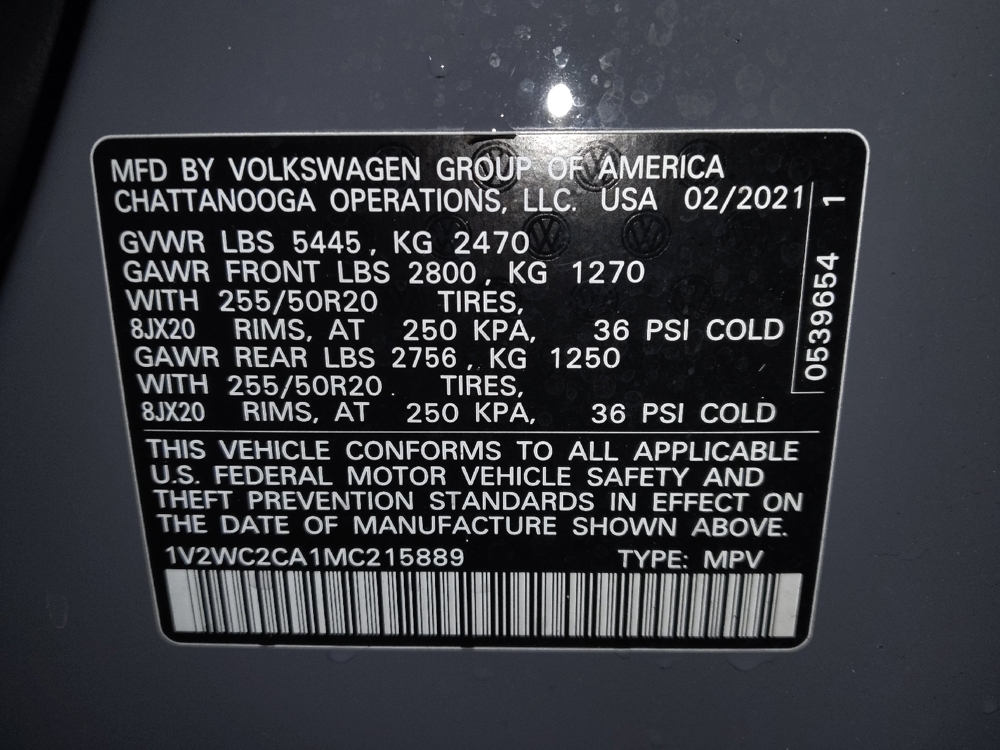 MFD BY VOLKSWAGEN GROUP OF AMERICA
CHATTANOOGA OPERATIONS, LLC. USA 02/2021
GVWR LBS 5445, KG 2470
GAWR FRONT LBS 2800, KG 1270
WITH 255/50R20 TIRES,
8JX20 RIMS, AT 250 KPA, 36 PSI COLD
GAWR REAR LBS 2756, KG 1250
WITH 255/50R20 TIRES,
8JX20 RIMS, AT 250 KPA, 36 PSI COLD
0539654 1
THIS VEHICLE CONFORMS TO ALL APPLICABLE
U.S. FEDERAL MOTOR VEHICLE SAFETY AND
THEFT PREVENTION STANDARDS IN EFFECT ON
THE DATE OF MANUFACTURE SHOWN ABOVE.
1V2WC2CA1MC215889 TYPE: MPV